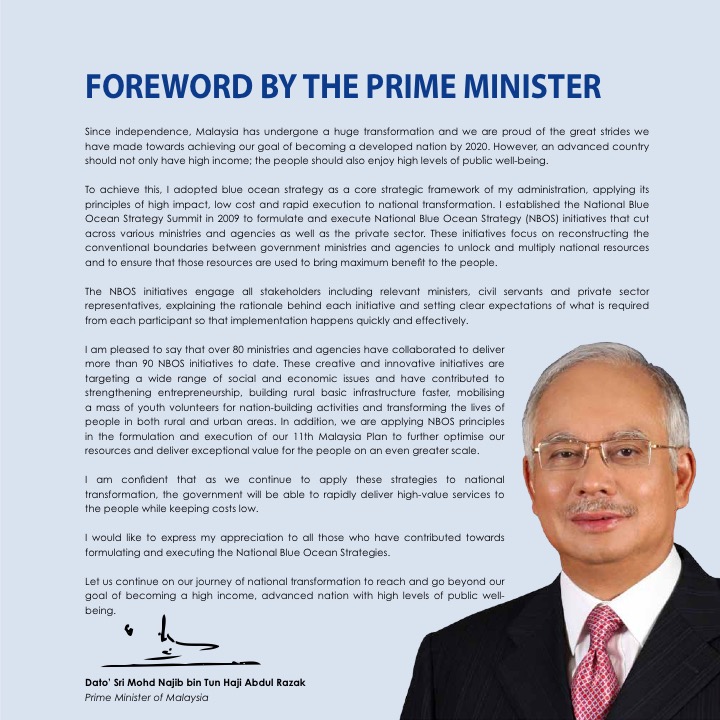 FOREWORD BY THE PRIME MINISTER
Since independence, Malaysia has undergone a huge transformation and we are proud of the great strides we
have made towards achieving our goal of becoming a developed nation by 2020. However, an advanced country
should not only have high income; the people should also enjoy high levels of public well-being.
To achieve this, I adopted blue ocean strategy as a core strategic framework of my administration, applying its
principles of high impact, low cost and rapid execution to national transformation. I established the National Blue
Ocean Strategy Summit in 2009 to formulate and execute National Blue Ocean Strategy (NBOS) initiatives that cut
across various ministries and agencies as well as the private sector. These initiatives focus on reconstructing the
conventional boundaries between government ministries and agencies to unlock and multiply national resources
and to ensure that those resources are used to bring maximum benefit to the people.
The NBOS initiatives engage all stakeholders including relevant ministers, civil servants and private sector
representatives, explaining the rationale behind each initiative and setting clear expectations of what is required
from each participant so that implementation happens quickly and effectively.
I am pleased to say that over 80 ministries and agencies have collaborated to deliver
more than 90 NBOS initiatives to date. These creative and innovative initiatives are
targeting a wide range of social and economic issues and have contributed to
strengthening entrepreneurship, building rural basic infrastructure faster, mobilising
a mass of youth volunteers for nation-building activities and transforming the lives of
people in both rural and urban areas. In addition, we are applying NBOS principles
in the formulation and execution of our 11th Malaysia Plan to further optimise our
resources and deliver exceptional value for the people on an even greater scale.
I am confident that as we continue to apply these strategies to national
transformation, the government will be able to rapidly deliver high-value services to
the people while keeping costs low.
I would like to express my appreciation to all those who have contributed towards
formulating and executing the National Blue Ocean Strategies.
Let us continue on our journey of national transformation to reach and go beyond our
goal of becoming a high income, advanced nation with high levels of public well-
being.
Dato' Sri Mohd Najib bin Tun Haji Abdul Razak
Prime Minister of Malaysia